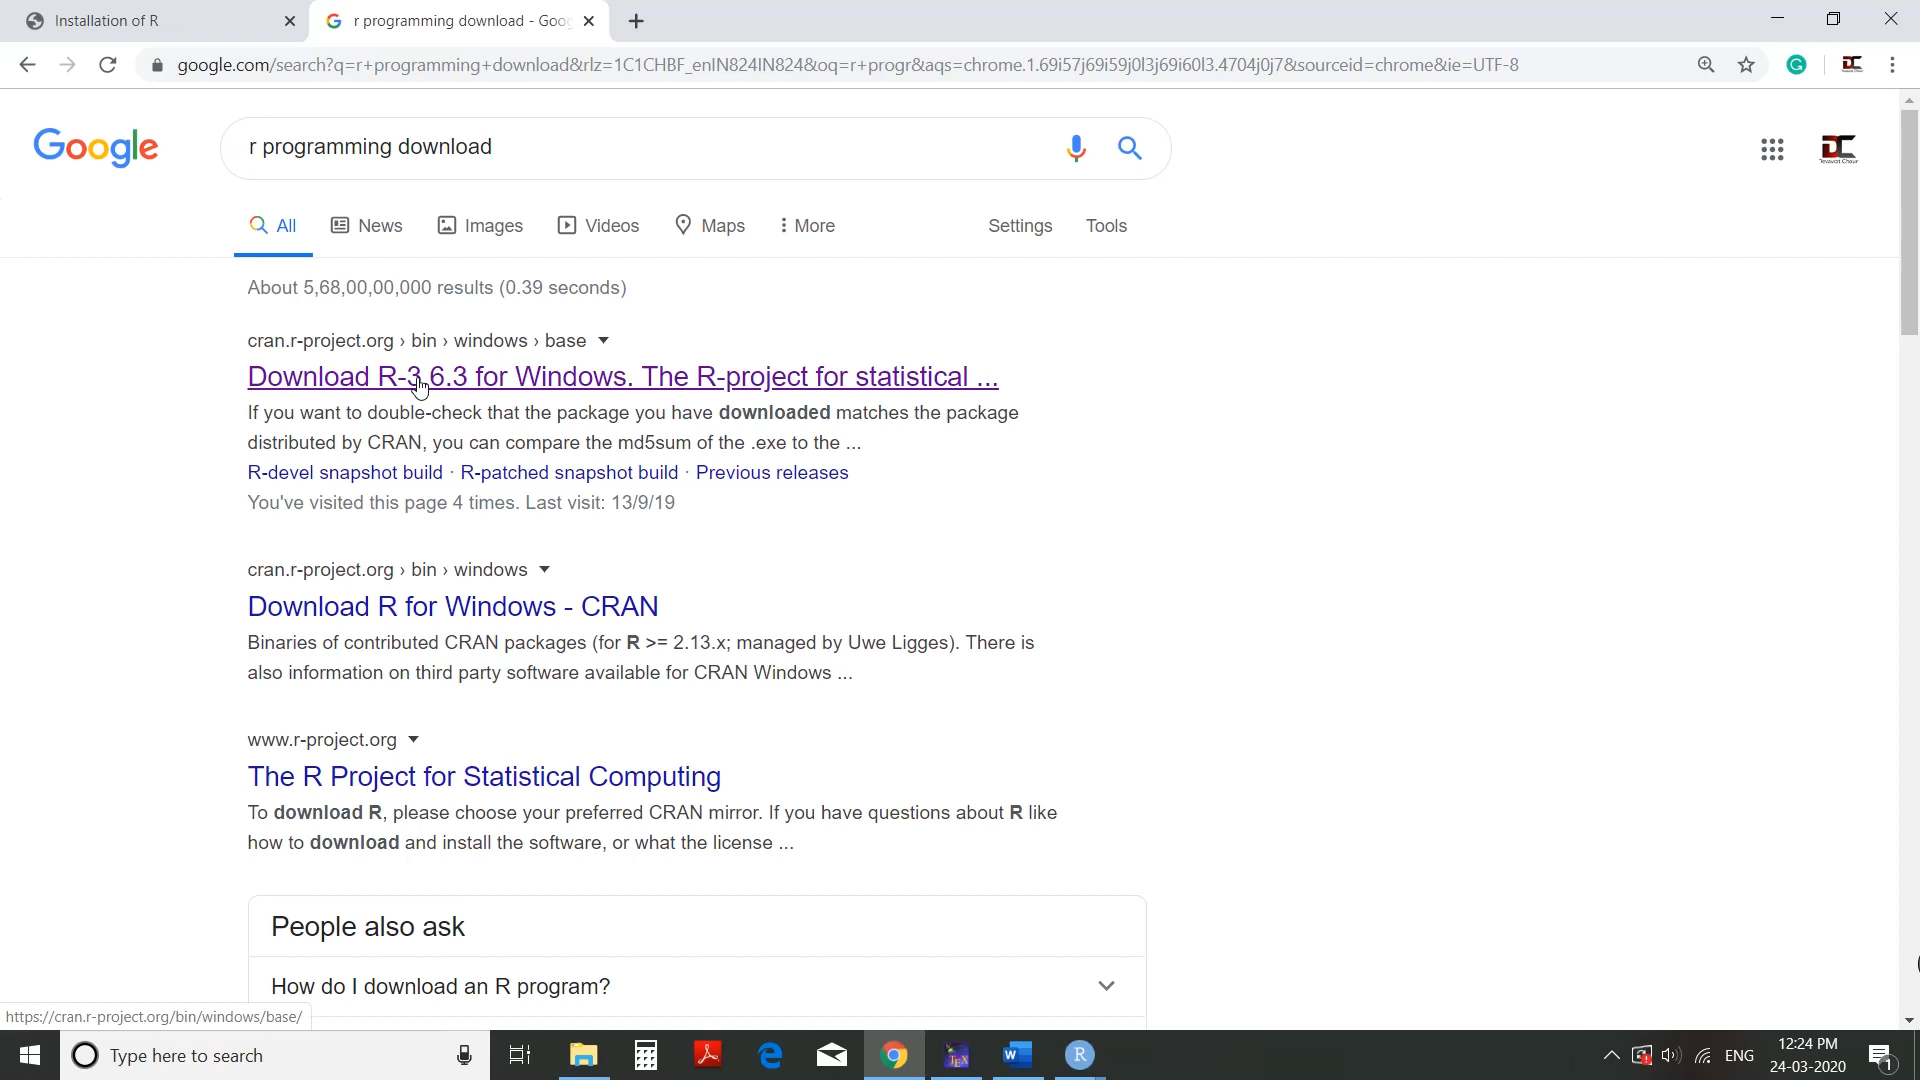 Installation of R
r programming download - Goo
google.com/search?q=r+programming+download&rlz=1C1CHBF_enIN824IN824&oq=r+progr&aqs=chrome.1.69i57j69i59j0l3j69i60l3.4704j0j7&sourceid=chrome&ie=UTF-8
Google
r programming download
DC
All News Images Videos Maps More Settings Tools
About 5,68,00,00,000 results (0.39 seconds)
cran.r-project.org › bin › windows › base
Download R-3.6.3 for Windows. The R-project for statistical ...
If you want to double-check that the package you have downloaded matches the package
distributed by CRAN, you can compare the md5sum of the .exe to the ...
R-devel snapshot build · R-patched snapshot build · Previous releases
You've visited this page 4 times. Last visit: 13/9/19
cran.r-project.org › bin › windows
Download R for Windows - CRAN
Binaries of contributed CRAN packages (for R >= 2.13.x; managed by Uwe Ligges). There is
also information on third party software available for CRAN Windows ...
www.r-project.org
The R Project for Statistical Computing
To download R, please choose your preferred CRAN mirror. If you have questions about R like
how to download and install the software, or what the license ...
People also ask
How do I download an R program?
https://cran.r-project.org/bin/windows/base/
Type here to search
ENG
12:24 PM
24-03-2020
1